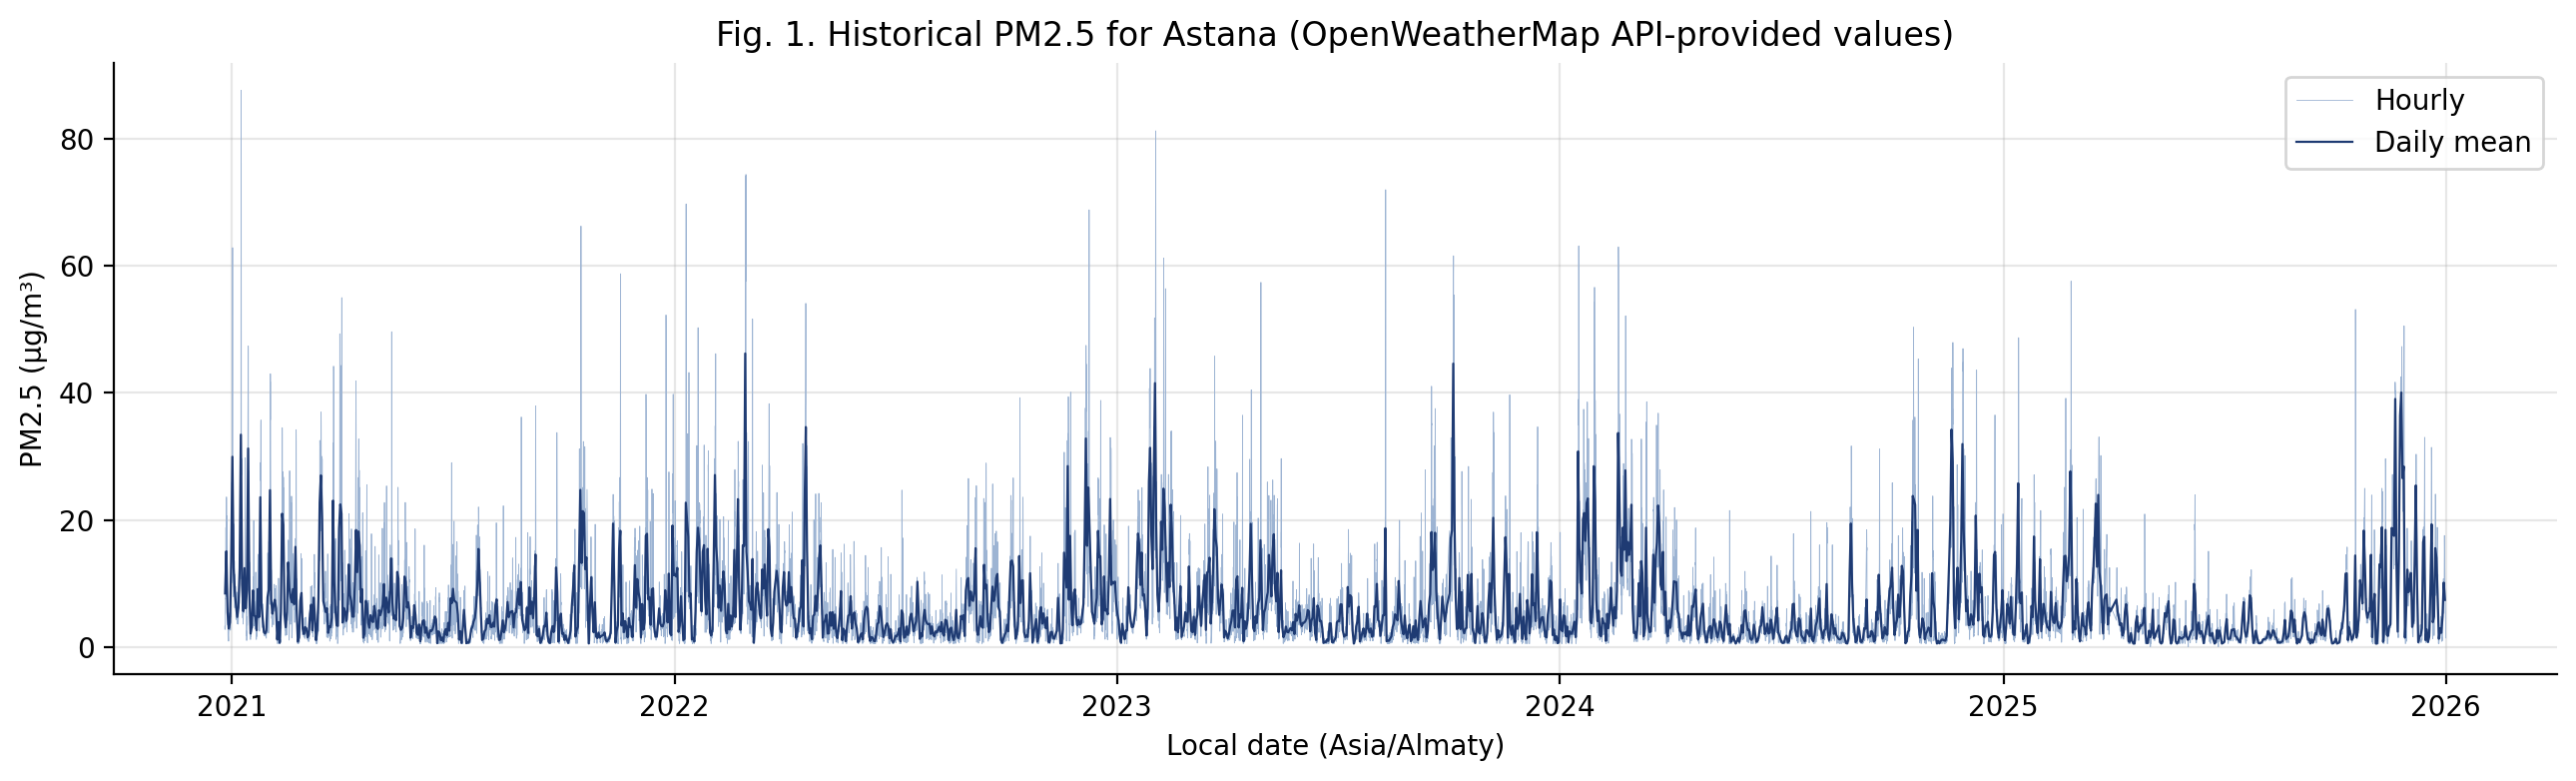 Fig. 1. Historical PM2.5 for Astana (OpenWeatherMap API-provided values)
Hourly
Daily mean
PM2.5 (µg/m³)
80
60
40
20
0
2021 2022 2023 2024 2025 2026
Local date (Asia/Almaty)